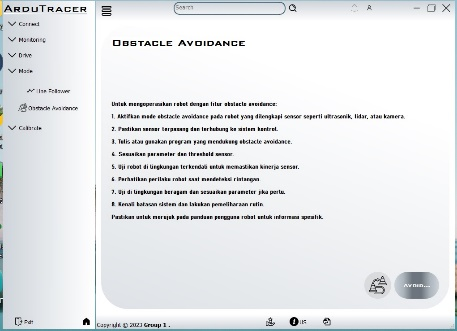 ARDUTRACER
Search
Connect
Monitoring
Drive
Mode
Line Follower
Obstacle Avoidance
Calibrate
Exit
OBSTACLE AVOIDANCE
Untuk mengoperasikan robot dengan fitur obstacle avoidance:
1. Aktifkan mode obstacle avoidance pada robot yang dilengkapi sensor seperti ultrasonik, lidar, atau kamera.
2. Pastikan sensor terpasang dan terhubung ke sistem kontrol.
3. Tulis atau gunakan program yang mendukung obstacle avoidance.
4. Sesuaikan parameter dan threshold sensor.
5. Uji robot di lingkungan terkendali untuk memastikan kinerja sensor.
6. Perhatikan perilaku robot saat mendeteksi rintangan.
7. Uji di lingkungan beragam dan sesuaikan parameter jika perlu.
8. Kenali batasan sistem dan lakukan pemeliharaan rutin.
Pastikan untuk merujuk pada panduan pengguna robot untuk informasi spesifik.
AVOID...
Copyright © 2023 Group 1 .
US